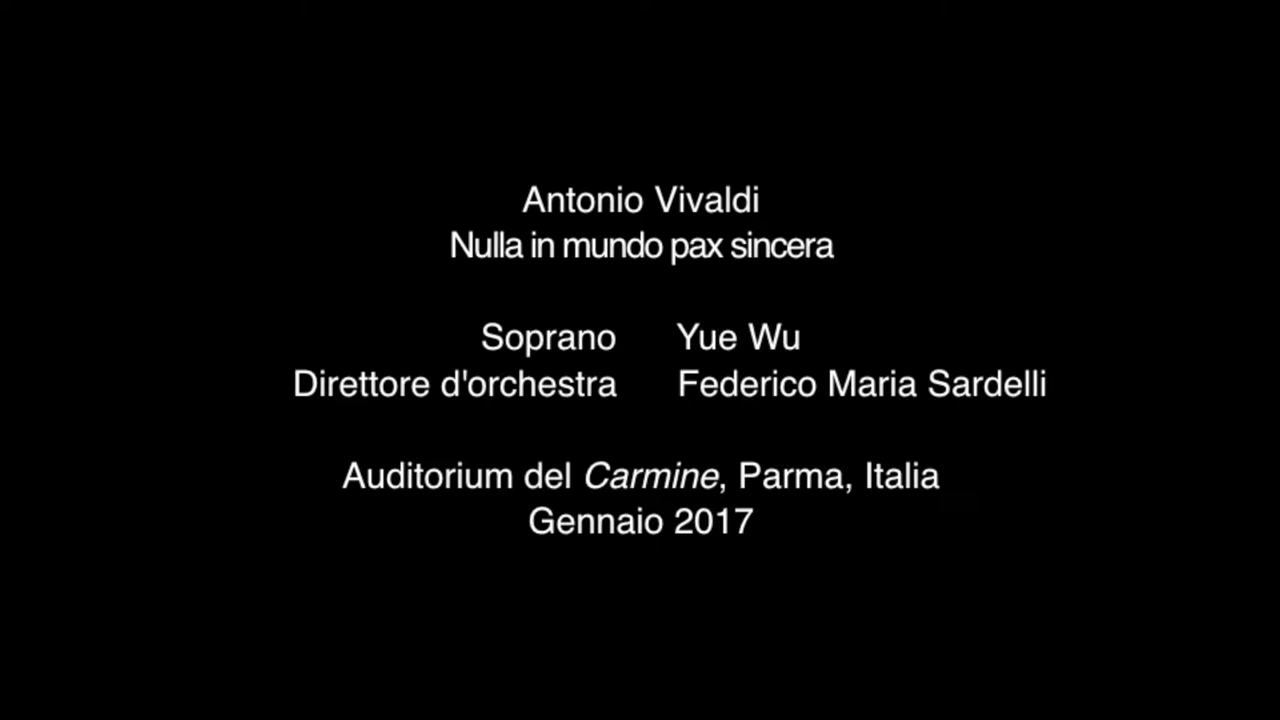 Antonio Vivaldi
Nulla in mundo pax sincera
Soprano Yue Wu
Direttore d'orchestra Federico Maria Sardelli
Auditorium del Carmine, Parma, Italia
Gennaio 2017